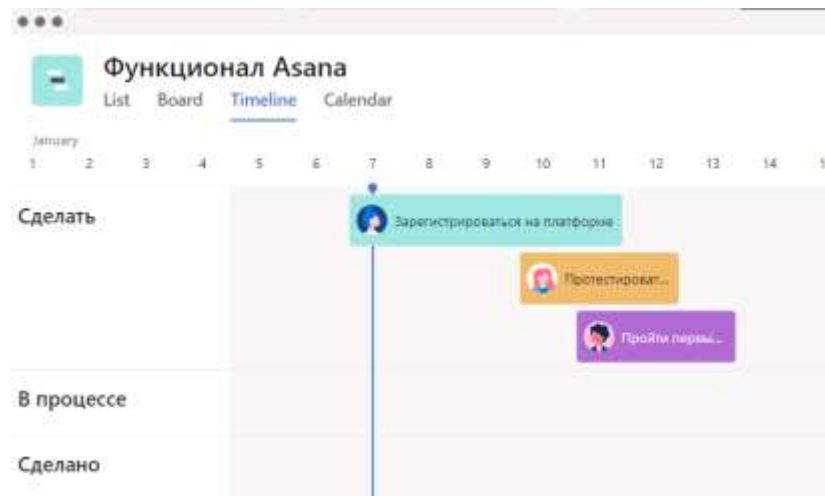 Функционал Asana
List Board Timeline Calendar
January
1 2 3 4 5 6 7 8 9 10 11 12 13 14
Сделать
Зарегистрироваться на платформе
Протестироват...
Пройти первы...
В процессе
Сделано